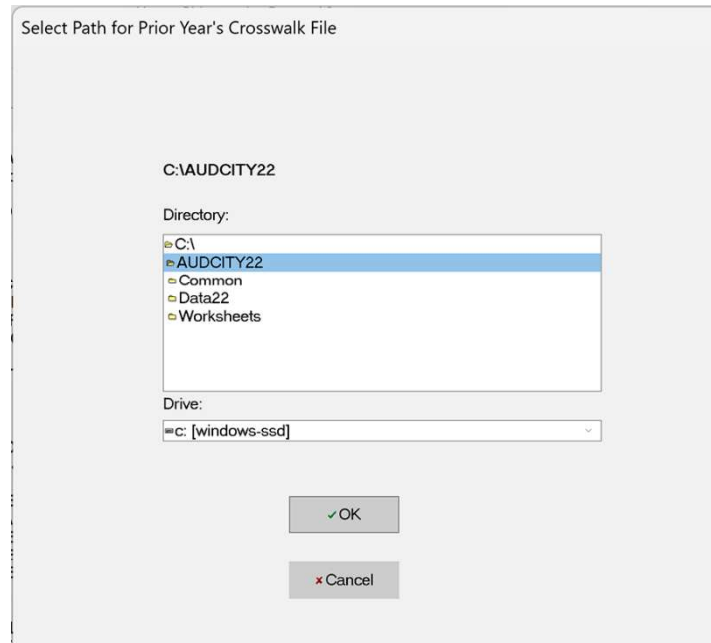 Select Path for Prior Year's Crosswalk File
C:\AUDCITY22
Directory:
C:\
AUDCITY22
Common
Data22
Worksheets
Drive:
c: [windows-ssd]
OK
Cancel